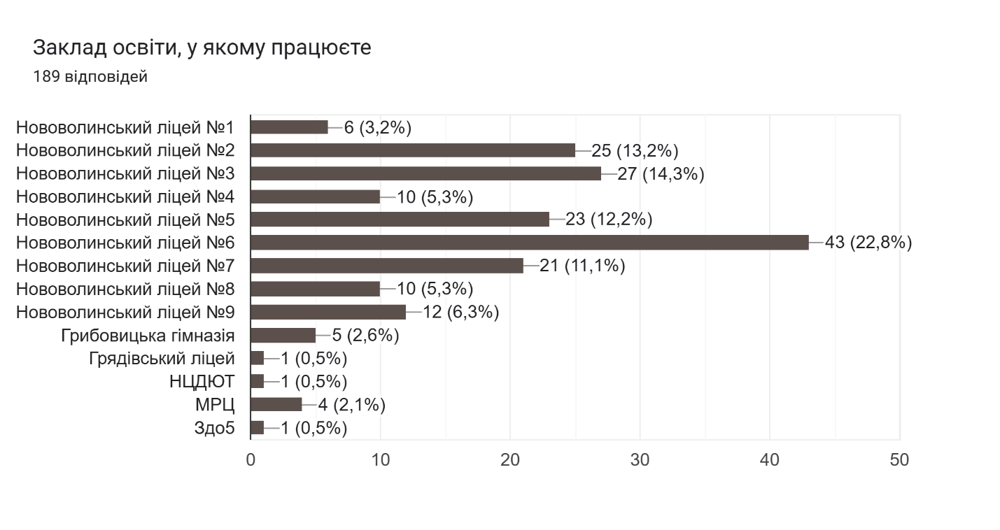 Заклад освіти, у якому працюєте
189 відповідей
Нововолинський ліцей №1 6 (3,2%)
Нововолинський ліцей №2 25 (13,2%)
Нововолинський ліцей №3 27 (14,3%)
Нововолинський ліцей №4 10 (5,3%)
Нововолинський ліцей №5 23 (12,2%)
Нововолинський ліцей №6 43 (22,8%)
Нововолинський ліцей №7 21 (11,1%)
Нововолинський ліцей №8 10 (5,3%)
Нововолинський ліцей №9 12 (6,3%)
Грибовицька гімназія 5 (2,6%)
Грядівський ліцей 1 (0,5%)
НЦДЮТ 1 (0,5%)
МРЦ 4 (2,1%)
Здо5 1 (0,5%)
0 10 20 30 40 50